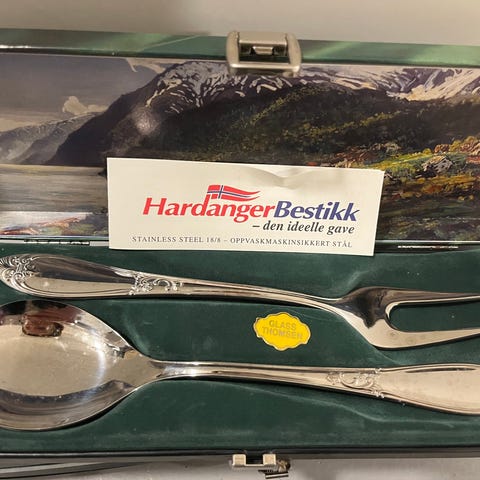 HardangerBestikk
– den ideelle gave
STAINLESS STEEL 18/8 – OPPVASKMASKINSIKKERT STÅL
GLASS
THOMSEN